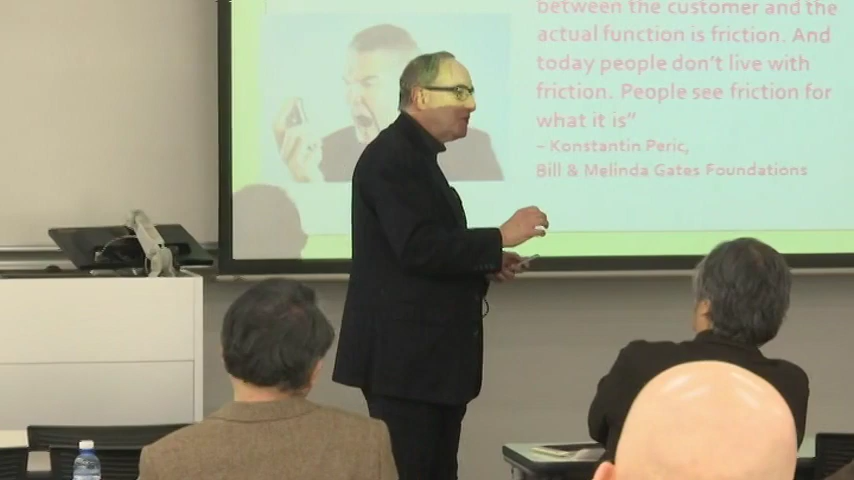 between the customer and the
actual function is friction. And
today people don't live with
friction. People see friction for
what it is"
– Konstantin Peric,
Bill & Melinda Gates Foundations